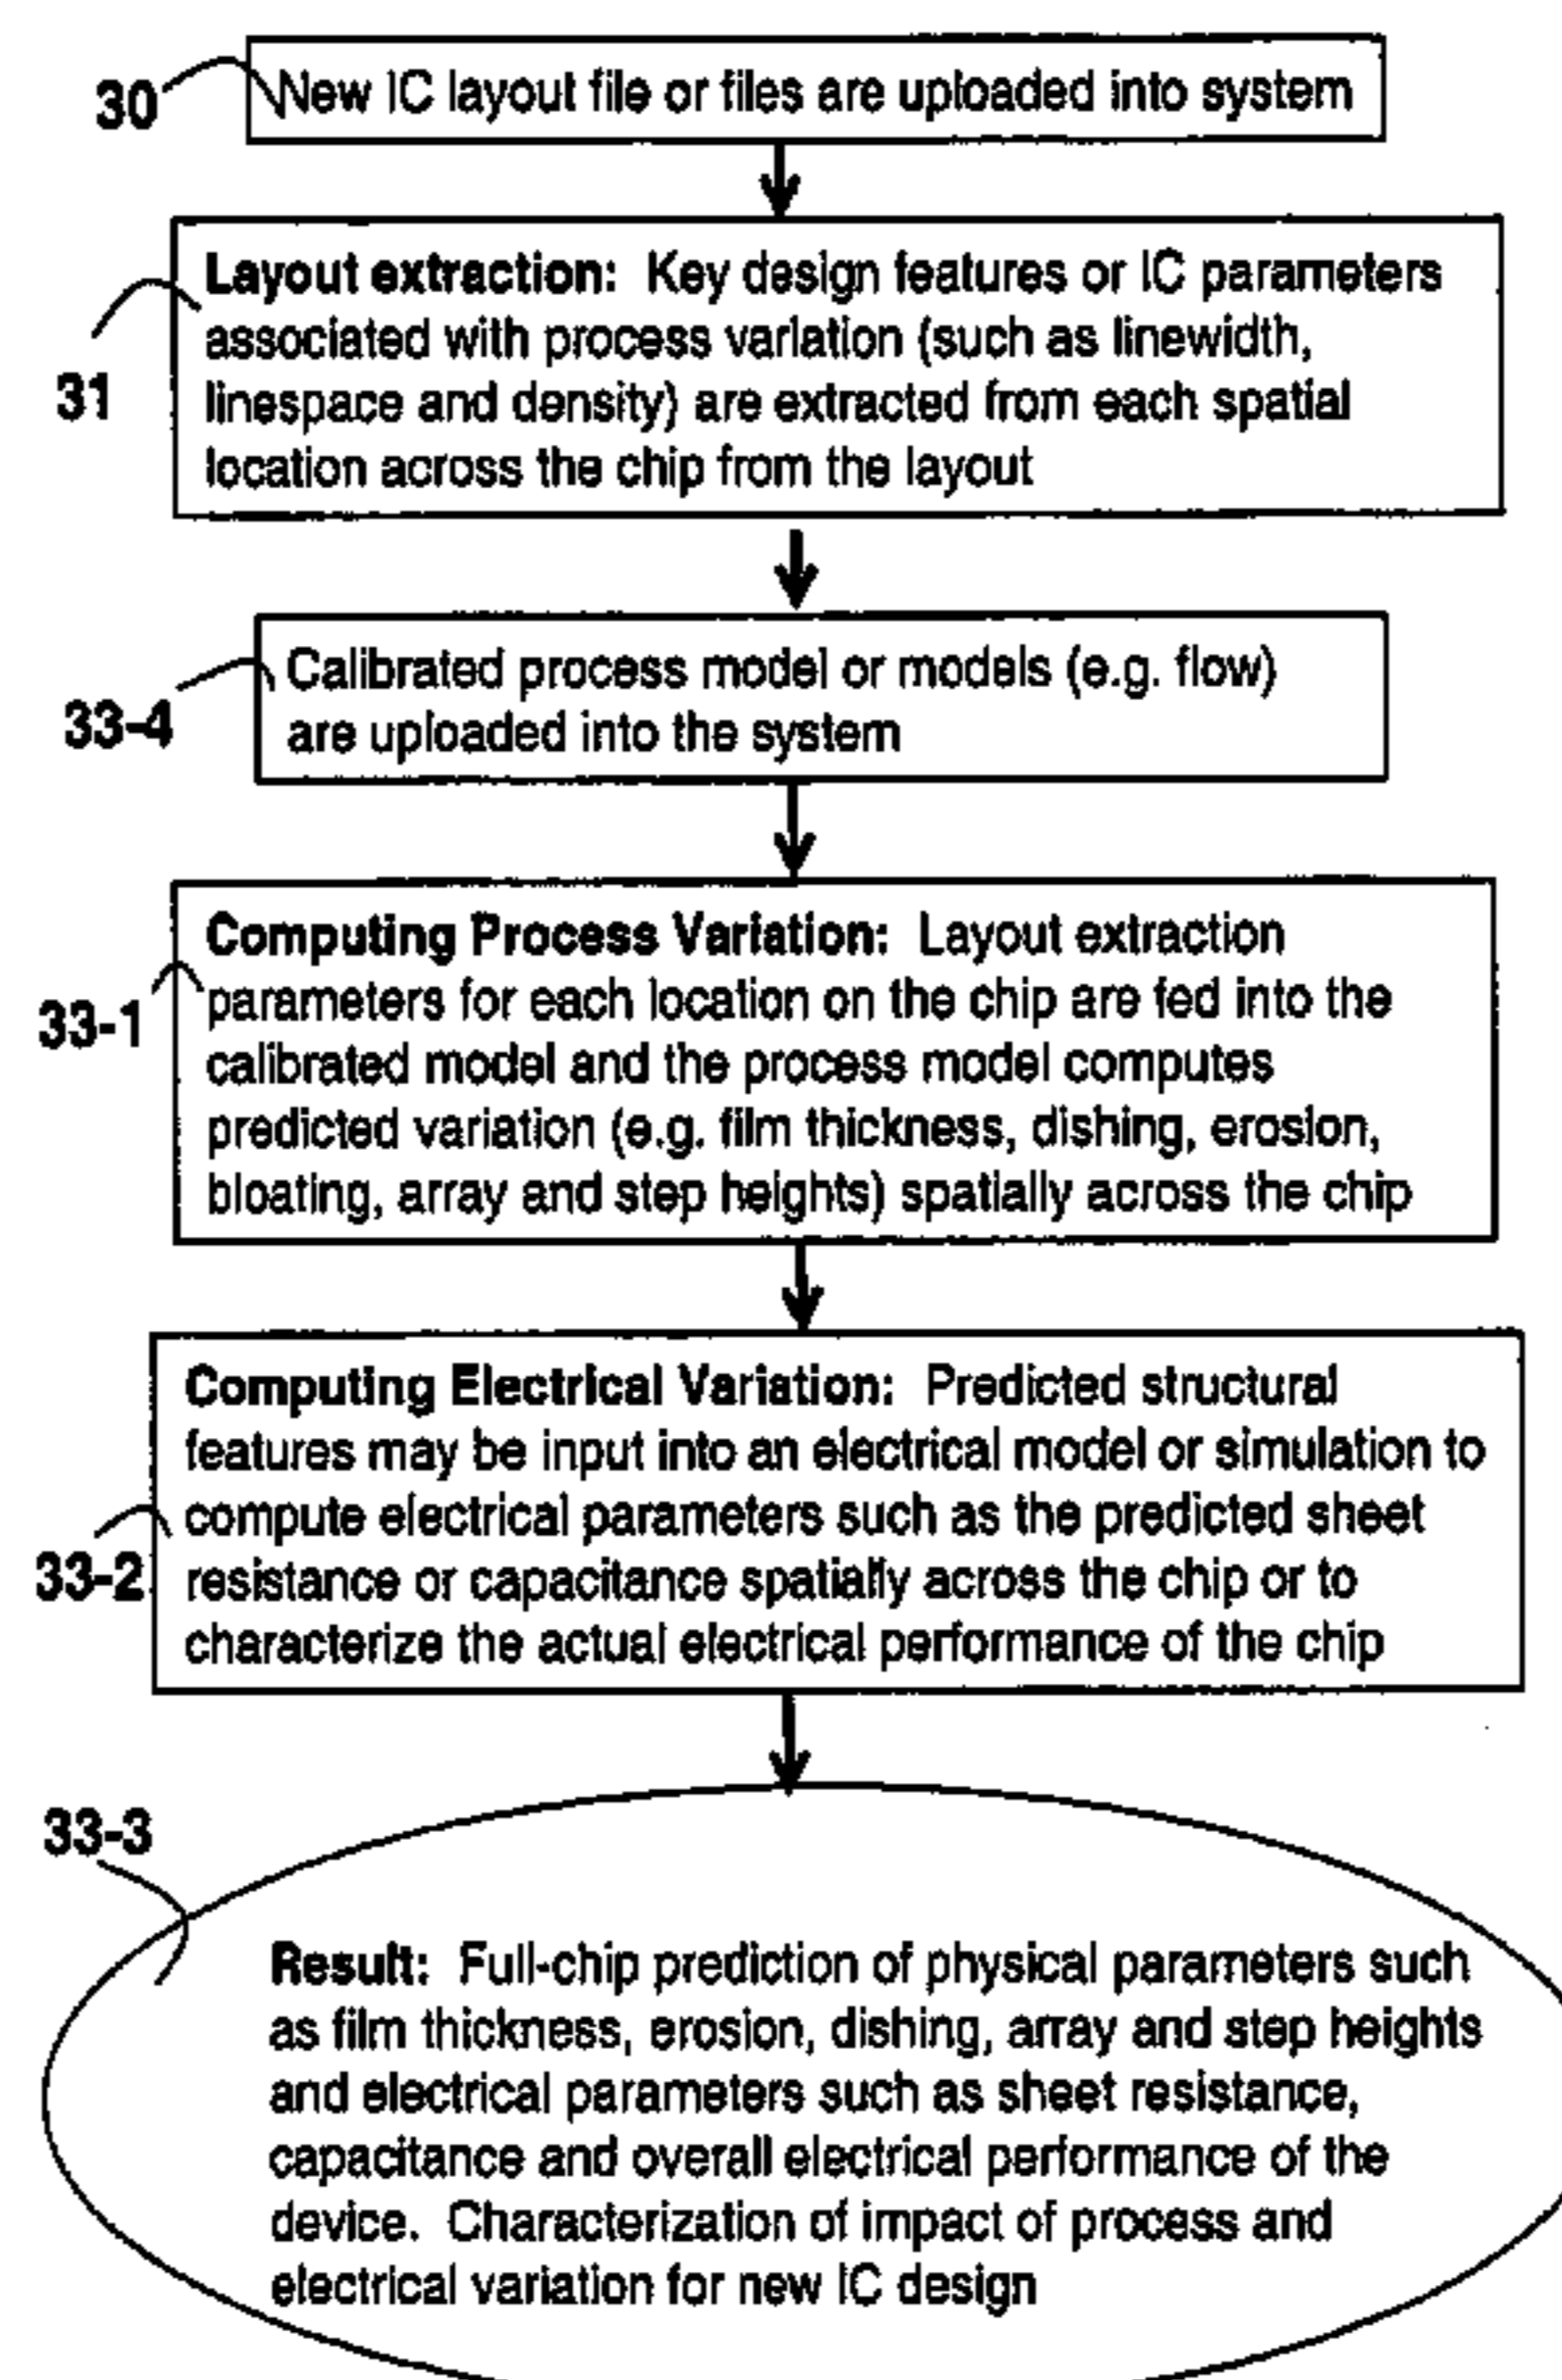 30
New IC layout file or files are uploaded into system
Layout extraction: Key design features or IC parameters
associated with process variation (such as linewidth,
linespace and density) are extracted from each spatial
location across the chip from the layout
31
Calibrated process model or models (e.g. flow)
are uploaded into the system
33-4
Computing Process Variation: Layout extraction
parameters for each location on the chip are fed into the
calibrated model and the process model computes
predicted variation (e.g. film thickness, dishing, erosion,
bloating, array and step heights) spatially across the chip
33-1
Computing Electrical Variation: Predicted structural
features may be input into an electrical model or simulation to
compute electrical parameters such as the predicted sheet
resistance or capacitance spatially across the chip or to
characterize the actual electrical performance of the chip
33-2
33-3
Result: Full-chip prediction of physical parameters such
as film thickness, erosion, dishing, array and step heights
and electrical parameters such as sheet resistance,
capacitance and overall electrical performance of the
device. Characterization of impact of process and
electrical variation for new IC design